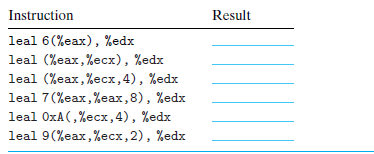 Instruction Result
leal 6(%eax), %edx
leal (%eax,%ecx), %edx
leal (%eax,%ecx,4), %edx
leal 7(%eax,%eax,8), %edx
leal 0xA(,%ecx,4), %edx
leal 9(%eax,%ecx,2), %edx